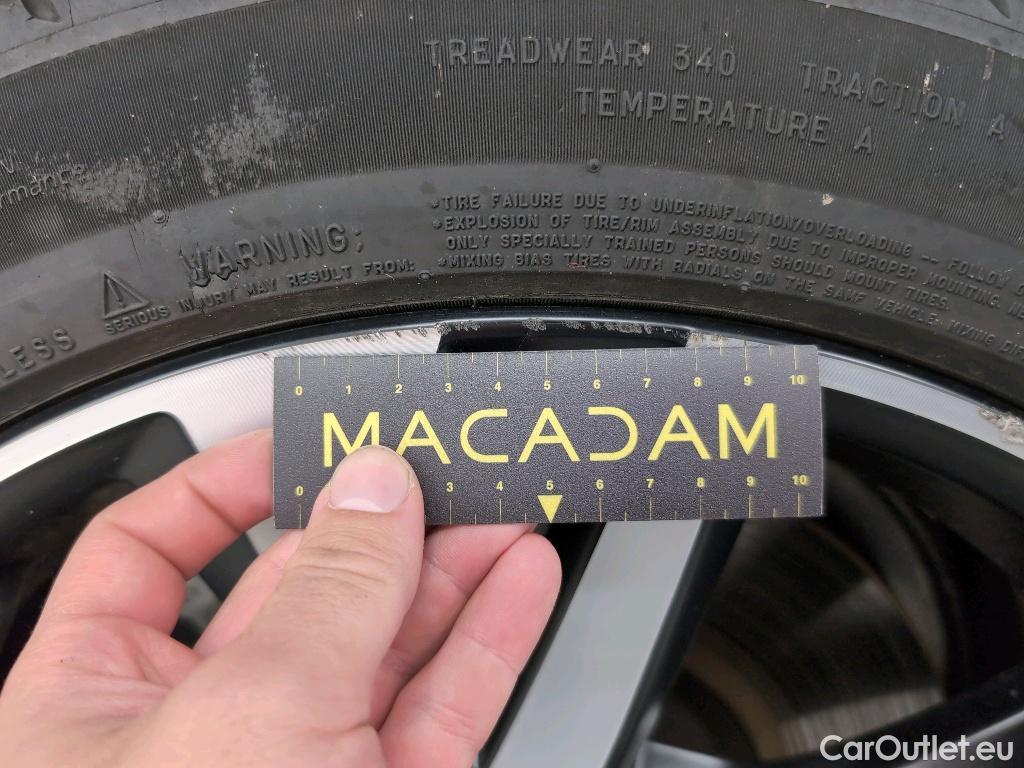 TREADWEAR 340 TRACTION A
TEMPERATURE A
WARNING;
SERIOUS INJURY MAY RESULT FROM:
*TIRE FAILURE DUE TO UNDERINFLATION/OVERLOADING -- FOLLOW
*EXPLOSION OF TIRE/RIM ASSEMBLY DUE TO IMPROPER MOUNTING
ONLY SPECIALLY TRAINED PERSONS SHOULD MOUNT TIRES.
*MIXING BIAS TIRES WITH RADIALS ON THE SAME VEHICLE. MIXING
LESS
0 1 2 3 4 5 6 7 8 9 10
MACADAM
0 3 4 5 6 7 8 9 10
CarOutlet.eu